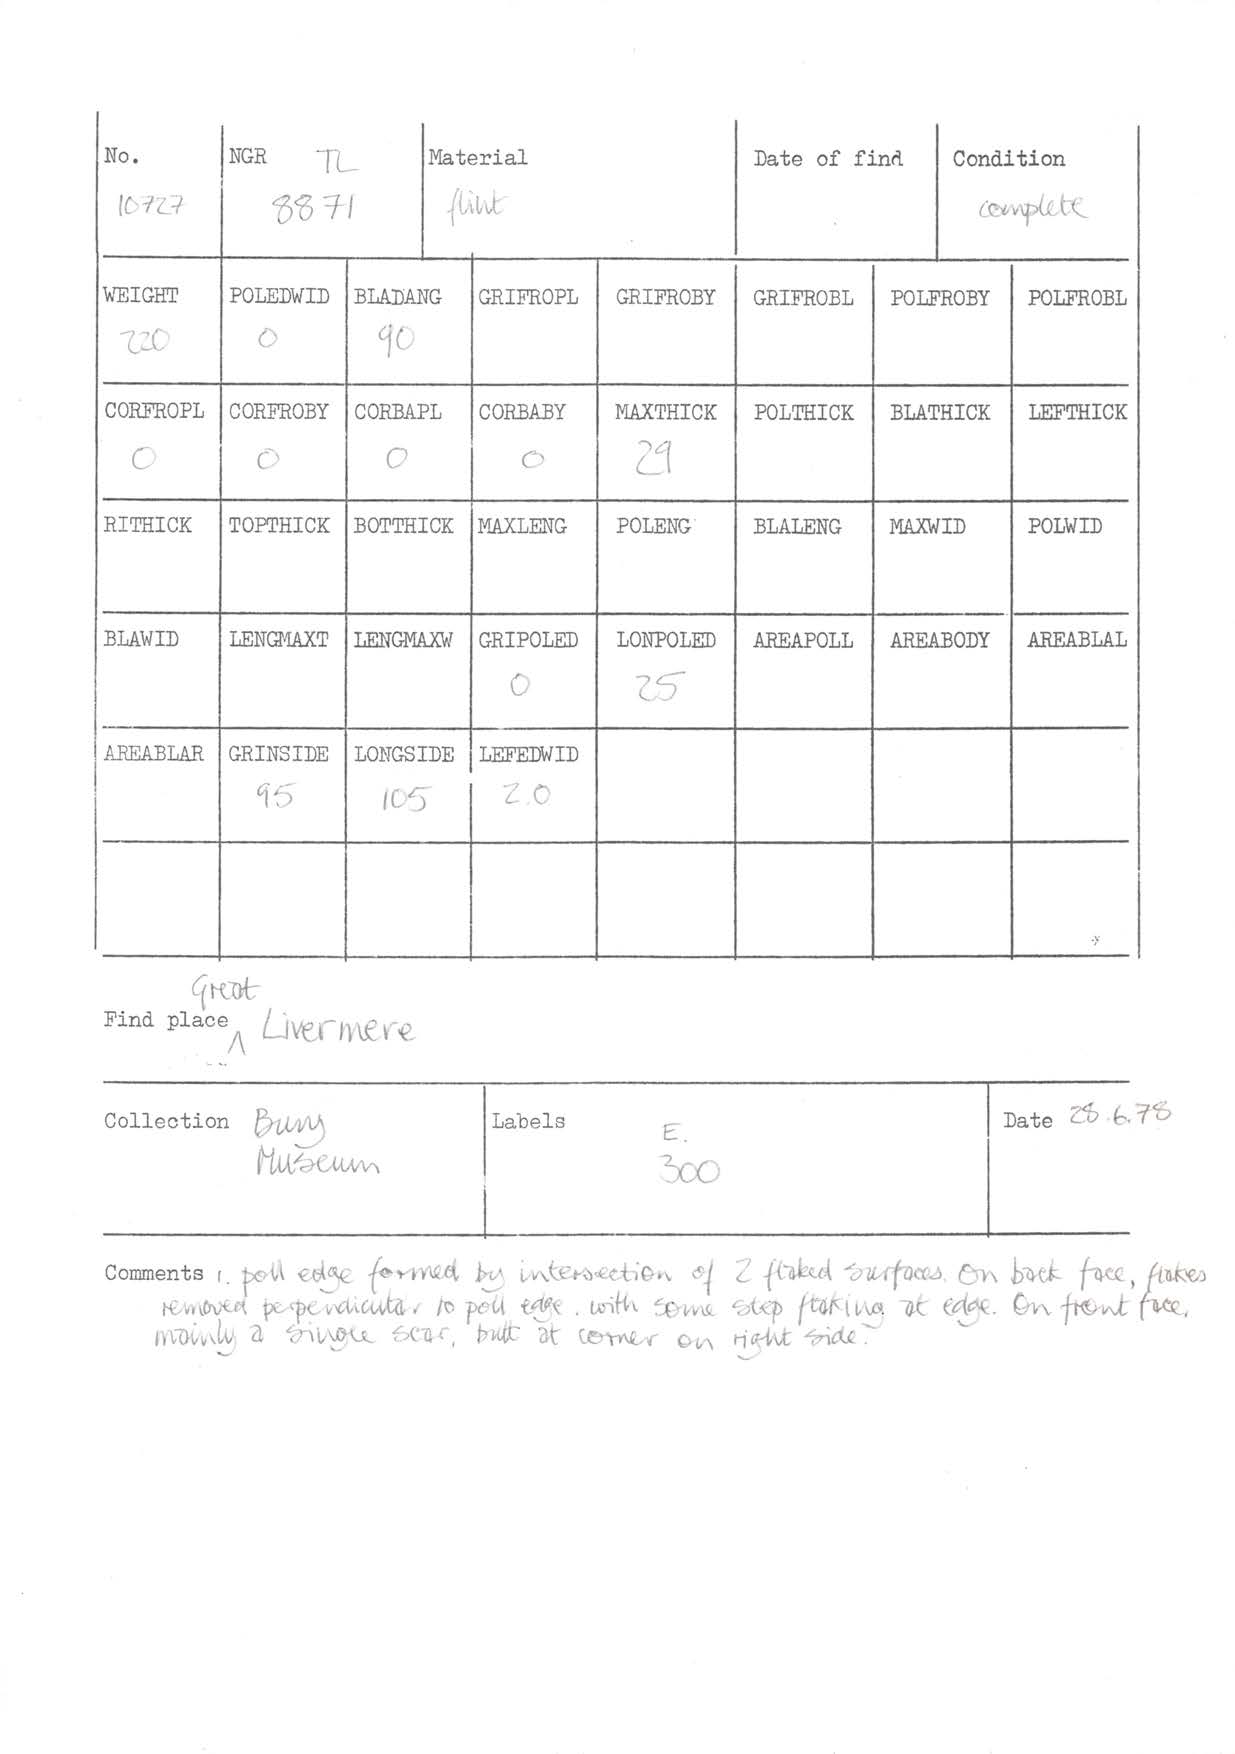 No. NGR TL Material Date of find Condition
10727 8871 flint complete
WEIGHT POLEDWID BLADANG GRIFROPL GRIFROBY GRIFROBL POLFROBY POLFROBL
220 0 90
CORFROPL CORFROBY CORBAPL CORBABY MAXTHICK POLTHICK BLATHICK LEFTHICK
0 0 0 0 29
RITHICK TOPTHICK BOTTHICK MAXLENG POLENG BLALENG MAXWID POLWID
BLAWID LENGMAXT LENGMAXW GRIPOLED LONPOLED AREAPOLL AREABODY AREABLAL
0 25
AREABLAR GRINSIDE LONGSIDE LEFEDWID
95 105 2.0
Great
Find place ^ Livermere
Collection Bury Labels E. Date 28.6.78
Museum 300
Comments 1. poll edge formed by intersection of 2 flaked surfaces. On back face, flakes
removed perpendicular to poll edge. with some step flaking at edge. On front face,
mainly a single scar, butt at corner on right side.